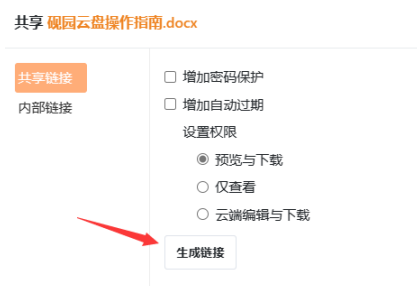 共享 砚园云盘操作指南.docx
共享链接
内部链接
增加密码保护
增加自动过期
设置权限
预览与下载
仅查看
云端编辑与下载
生成链接